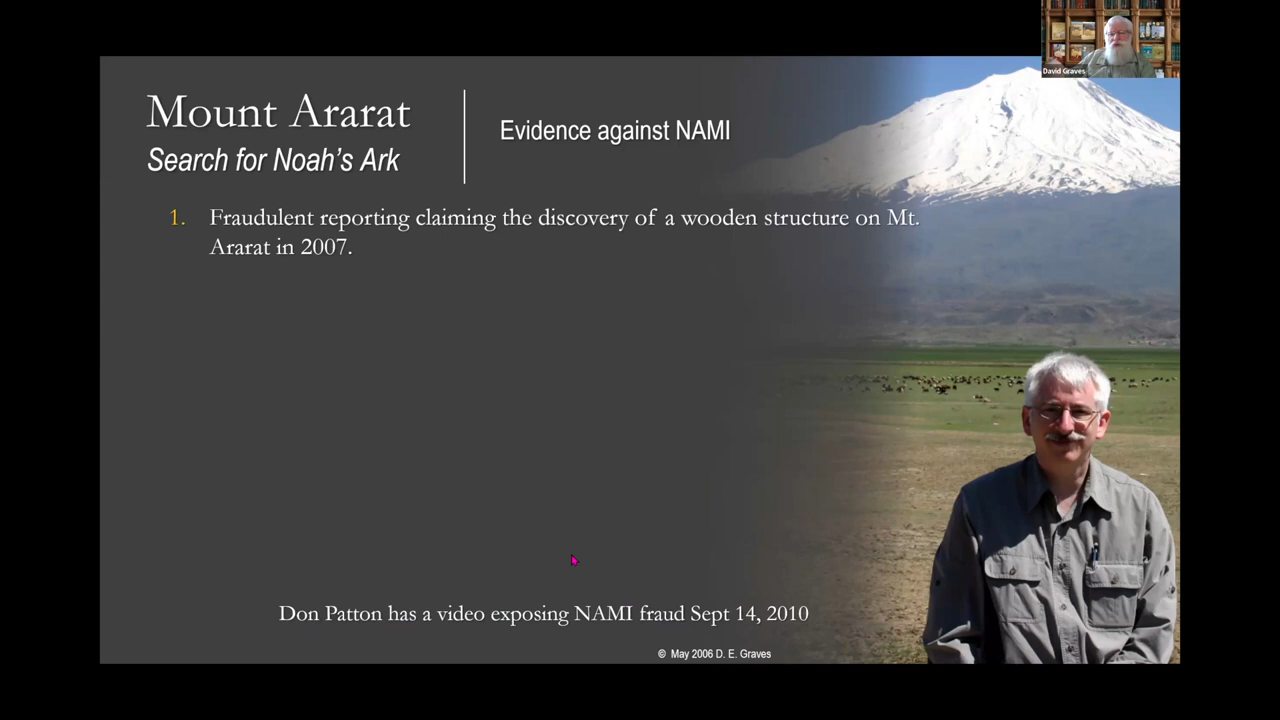 David Graves
Mount Ararat
Search for Noah's Ark
Evidence against NAMI
1. Fraudulent reporting claiming the discovery of a wooden structure on Mt.
Ararat in 2007.
Don Patton has a video exposing NAMI fraud Sept 14, 2010
© May 2006 D. E. Graves